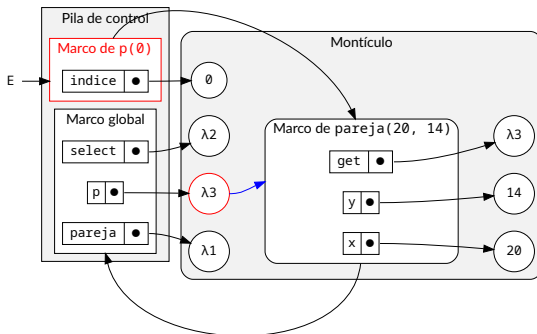 Pila de control
Marco de p(0)
indice
E
Marco global
select
p
pareja
Montículo
0
λ2
λ3
λ1
Marco de pareja(20, 14)
get
y
x
λ3
14
20